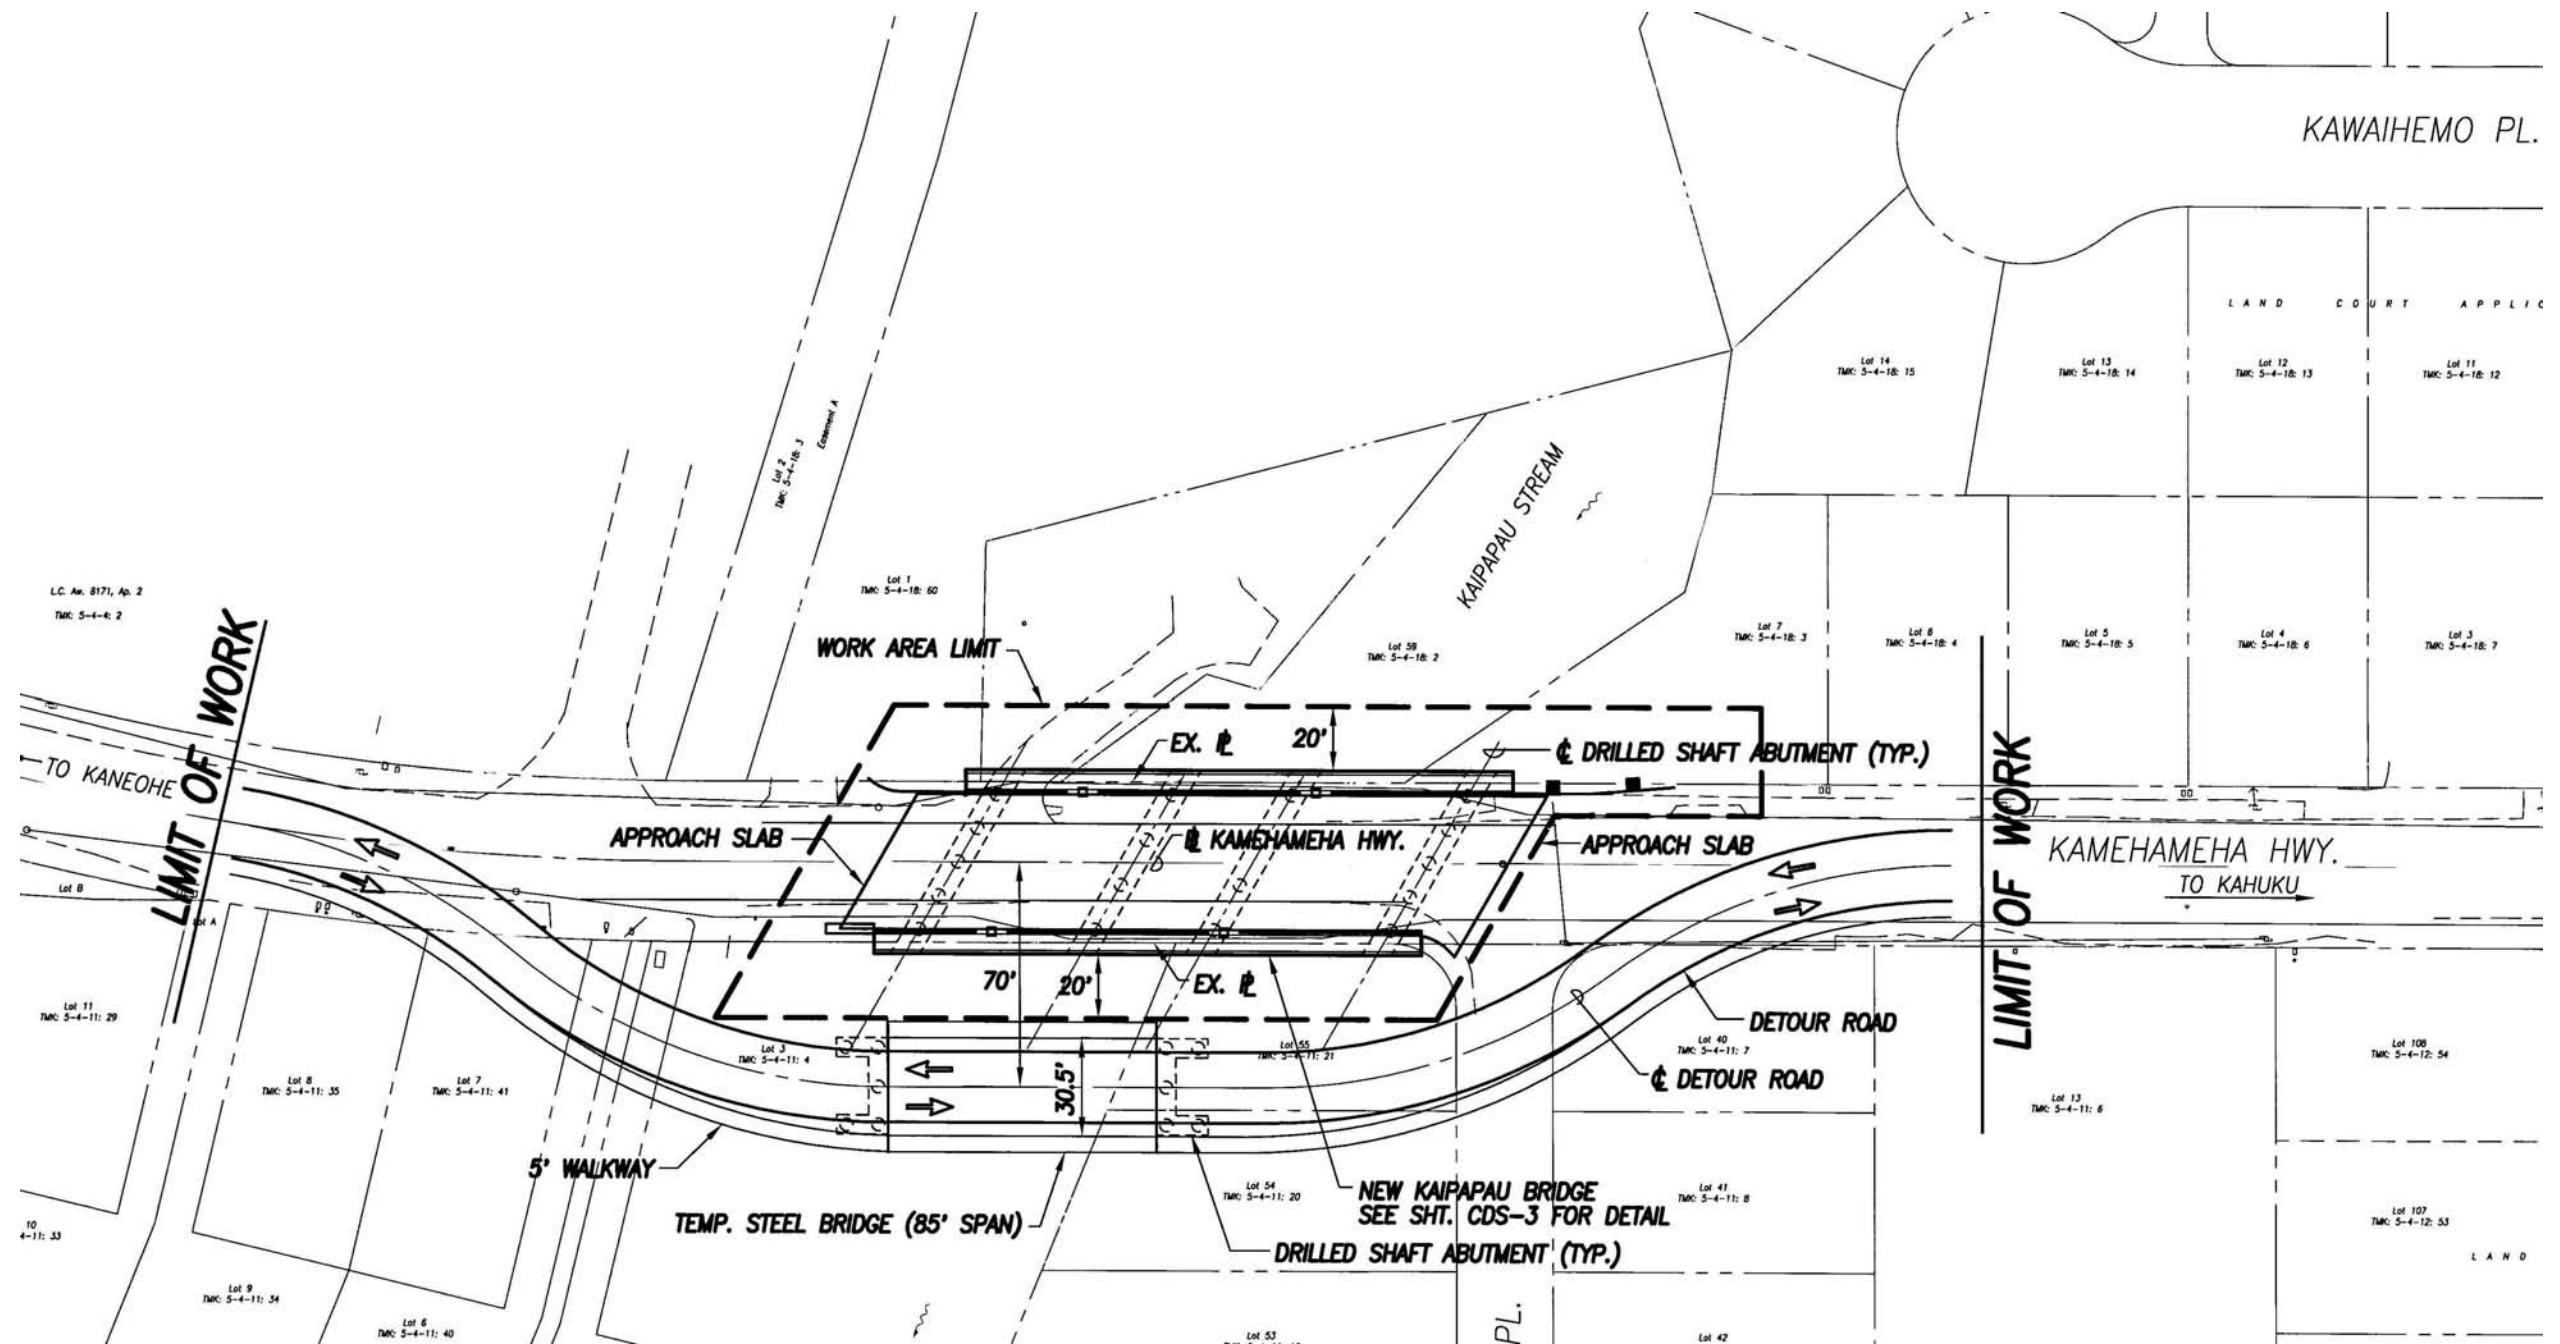 KAWAIHEMO PL.
LAND COURT APPLIC
Lot 14
TMK: 5-4-18: 15
Lot 13
TMK: 5-4-18: 14
Lot 12
TMK: 5-4-18: 13
Lot 11
TMK: 5-4-18: 12
Lot 2
TMK: 5-4-18: 3
Easement A
KAIPAPAU STREAM
L.C. Aw. 8171, Ap. 2
TMK: 5-4-4: 2
Lot 1
TMK: 5-4-18: 60
LIMIT OF WORK
WORK AREA LIMIT
Lot 59
TMK: 5-4-18: 2
Lot 7
TMK: 5-4-18: 3
Lot 6
TMK: 5-4-18: 4
Lot 5
TMK: 5-4-18: 5
Lot 4
TMK: 5-4-18: 6
Lot 3
TMK: 5-4-18: 7
EX. ⅊
20'
℄ DRILLED SHAFT ABUTMENT (TYP.)
TO KANEOHE
APPROACH SLAB
KAMEHAMEHA HWY.
APPROACH SLAB
LIMIT OF WORK
KAMEHAMEHA HWY.
TO KAHUKU
Lot B
Lot A
70'
20'
EX. ⅊
Lot 11
TMK: 5-4-11: 29
DETOUR ROAD
Lot 3
TMK: 5-4-11: 4
Lot 55
TMK: 5-4-11: 21
Lot 40
TMK: 5-4-11: 7
Lot 108
TMK: 5-4-12: 54
Lot 8
TMK: 5-4-11: 35
Lot 7
TMK: 5-4-11: 41
30.5'
℄ DETOUR ROAD
Lot 13
TMK: 5-4-11: 6
5' WALKWAY
Lot 54
TMK: 5-4-11: 20
NEW KAIPAPAU BRIDGE
SEE SHT. CDS-3 FOR DETAIL
Lot 41
TMK: 5-4-11: 8
TEMP. STEEL BRIDGE (85' SPAN)
DRILLED SHAFT ABUTMENT (TYP.)
10
4-11: 33
Lot 107
TMK: 5-4-12: 53
LAND
Lot 9
TMK: 5-4-11: 34
Lot 6
TMK: 5-4-11: 40
Lot 53
PL.
Lot 42